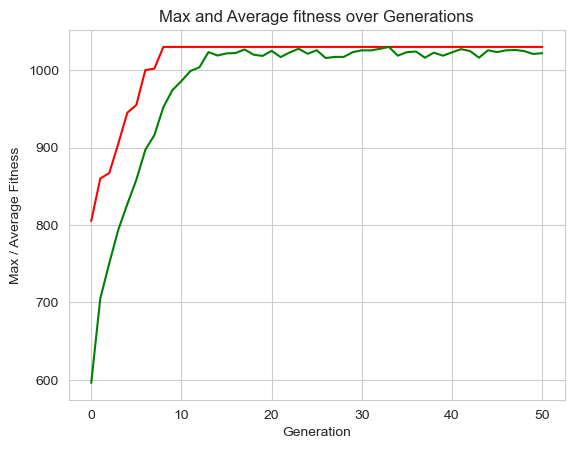 Max and Average fitness over Generations
1000
900
800
700
600
Max / Average Fitness
0 10 20 30 40 50
Generation